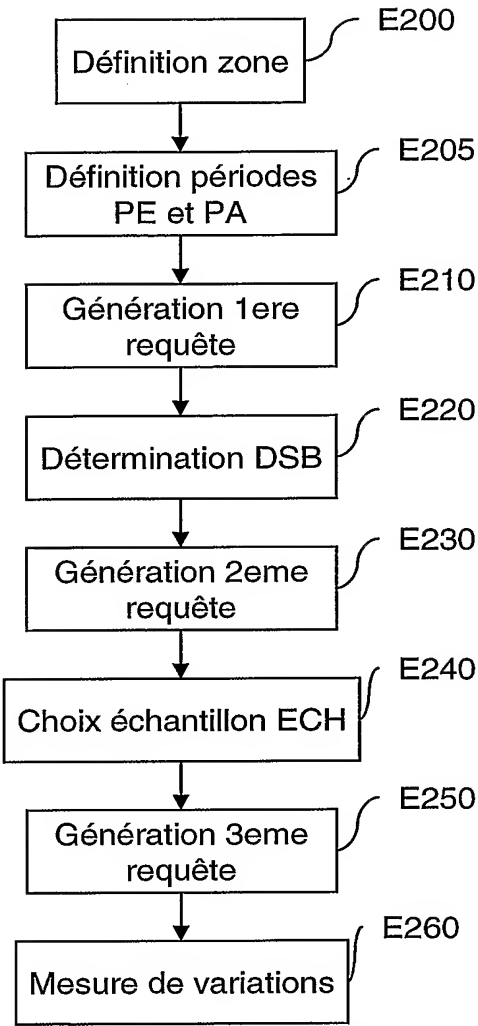 E200
Définition zone
E205
Définition périodes
PE et PA
E210
Génération 1ere
requête
E220
Détermination DSB
E230
Génération 2eme
requête
E240
Choix échantillon ECH
E250
Génération 3eme
requête
E260
Mesure de variations